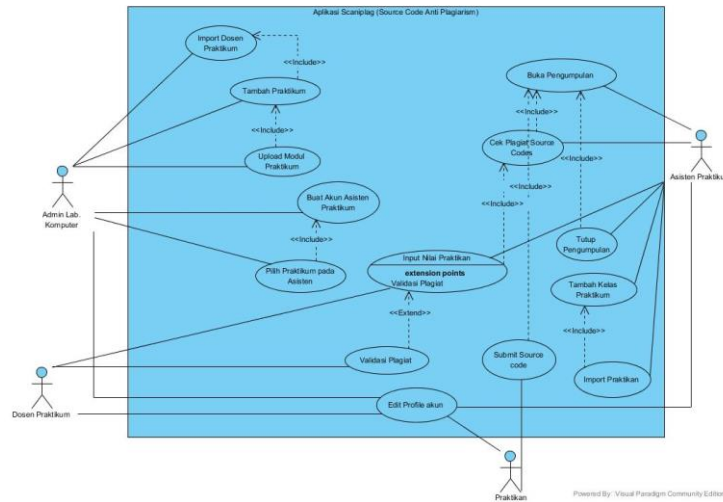 Aplikasi Scaniplag (Source Code Anti Plagiarism)
Import Dosen
Praktikum
<<Include>>
Buka Pengumpulan
Tambah Praktikum
<<Include>>
<<Include>>
Upload Modul
Praktikum
Cek Plagiat Source
Codes
<<Include>>
Admin Lab.
Komputer
Asisten Praktikum
Buat Akun Asisten
Praktikum
<<Include>>
<<Include>>
<<Include>>
Pilih Praktikum pada
Asisten
Input Nilai Praktikan
extension points
Validasi Plagiat
Tutup
Pengumpulan
Tambah Kelas
Praktikum
<<Extend>>
<<Include>>
Validasi Plagiat
Submil Source
code
Import Praktikan
Dosen Praktikum
Edit Profile akun
Praktikan
Powered By: Visual Paradigm Community Edition